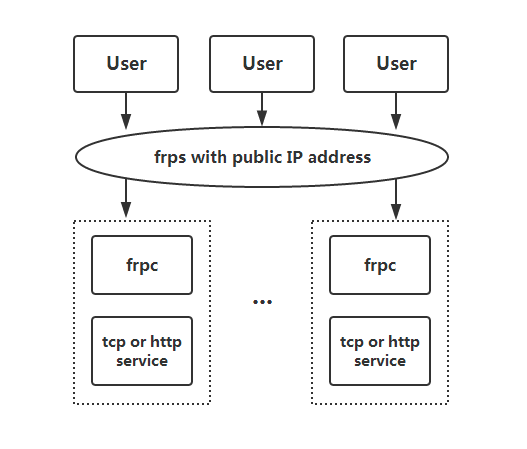 User
User
User
frps with public IP address
frpc
tcp or http
service
...
frpc
tcp or http
service